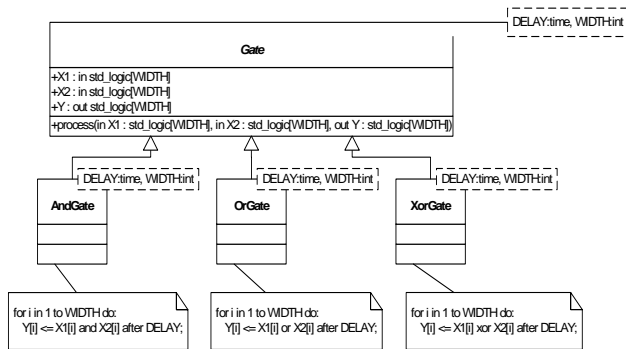 DELAY:time, WIDTH:int
Gate
+X1 : in std_logic[WIDTH]
+X2 : in std_logic[WIDTH]
+Y : out std_logic[WIDTH]
+process(in X1 : std_logic[WIDTH], in X2 : std_logic[WIDTH], out Y : std_logic[WIDTH])
DELAY:time, WIDTH:int
DELAY:time, WIDTH:int
DELAY:time, WIDTH:int
AndGate
OrGate
XorGate
for i in 1 to WIDTH do:
Y[i] <= X1[i] and X2[i] after DELAY;
for i in 1 to WIDTH do:
Y[i] <= X1[i] or X2[i] after DELAY;
for i in 1 to WIDTH do:
Y[i] <= X1[i] xor X2[i] after DELAY;